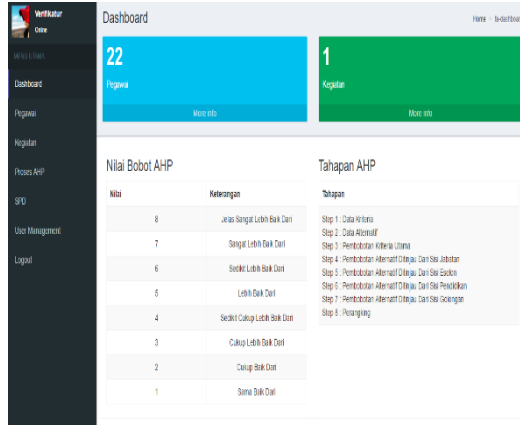 Verifikatur
Online
MENU UTAMA
Dashboard
Pegawai
Kegiatan
Proses AHP
SPD
User Management
Logout
Dashboard
Home > fa-dashboard
22
Pegawai
More info
1
Kegiatan
More info
Nilai Bobot AHP
Nilai Keterangan
8 Jelas Sangat Lebih Baik Dari
7 Sangat Lebih Baik Dari
6 Sedikit Lebih Baik Dari
5 Lebih Baik Dari
4 Sedikit Cukup Lebih Baik Dari
3 Cukup Lebih Baik Dari
2 Cukup Baik Dari
1 Sama Baik Dari
Tahapan AHP
Tahapan
Step 1 : Data Kriteria
Step 2 : Data Alternatif
Step 3 : Pembobotan Kriteria Utama
Step 4 : Pembobotan Alternatif Ditinjau Dari Sisi Jabatan
Step 5 : Pembobotan Alternatif Ditinjau Dari Sisi Eselon
Step 6 : Pembobotan Alternatif Ditinjau Dari Sisi Pendidikan
Step 7 : Pembobotan Alternatif Ditinjau Dari Sisi Golongan
Step 8 : Perangking